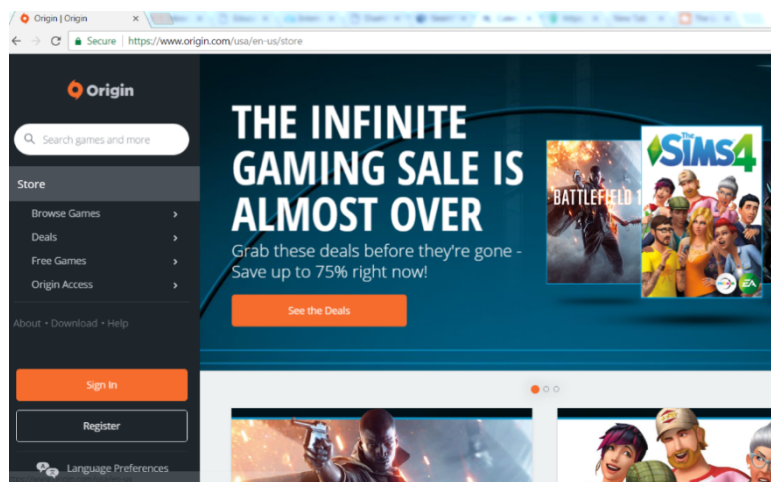 Origin | Origin
New Tab
Secure | https://www.origin.com/usa/en-us/store
Origin
Search games and more
Store
Browse Games
Deals
Free Games
Origin Access
About • Download • Help
Sign In
Register
Language Preferences
THE INFINITE
GAMING SALE IS
ALMOST OVER
Grab these deals before they're gone -
Save up to 75% right now!
See the Deals
BATTLEFIELD 1
The
SIMS4
EA